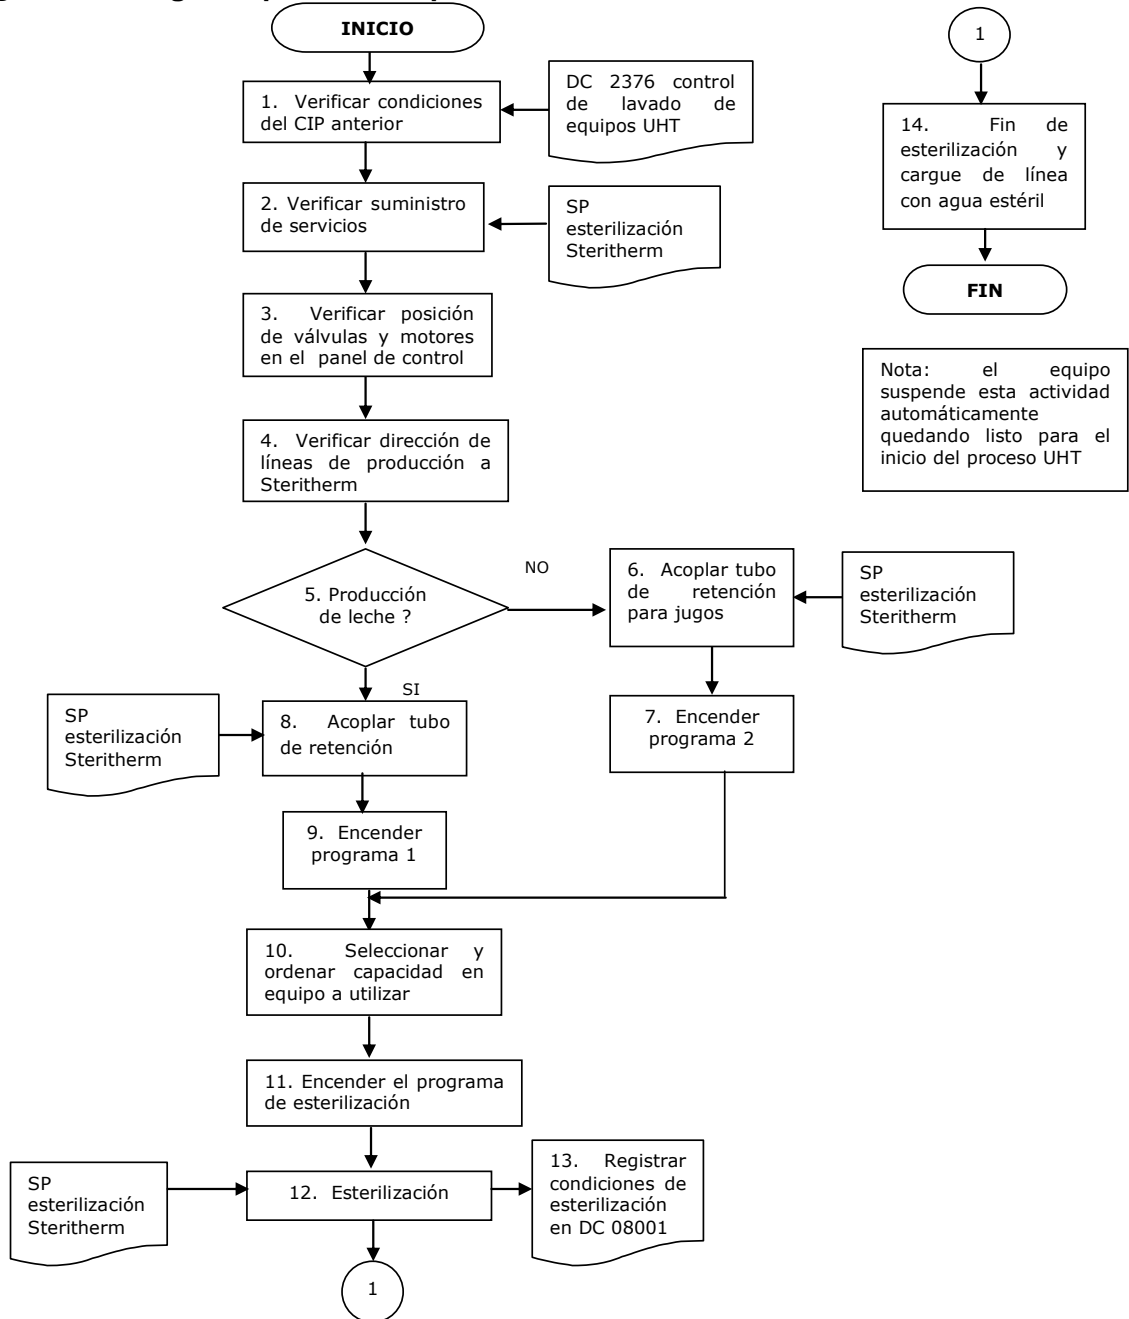 INICIO
1. Verificar condiciones
del CIP anterior
DC 2376 control
de lavado de
equipos UHT
2. Verificar suministro
de servicios
SP
esterilización
Steritherm
3. Verificar posición
de válvulas y motores
en el panel de control
4. Verificar dirección de
líneas de producción a
Steritherm
5. Producción
de leche ?
NO
6. Acoplar tubo
de retención
para jugos
SP
esterilización
Steritherm
7. Encender
programa 2
SI
SP
esterilización
Steritherm
8. Acoplar tubo
de retención
9. Encender
programa 1
10. Seleccionar y
ordenar capacidad en
equipo a utilizar
11. Encender el programa
de esterilización
SP
esterilización
Steritherm
12. Esterilización
13. Registrar
condiciones de
esterilización
en DC 08001
1
1
14. Fin de
esterilización y
cargue de línea
con agua estéril
FIN
Nota: el equipo
suspende esta actividad
automáticamente
quedando listo para el
inicio del proceso UHT